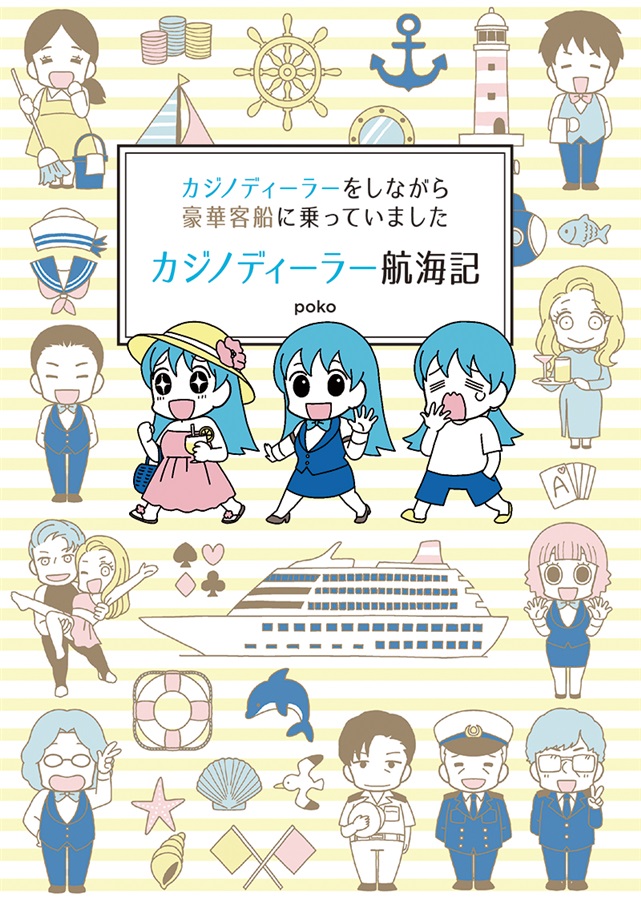 カジノディーラーをしながら
豪華客船に乗っていました
カジノディーラー航海記
poko
A